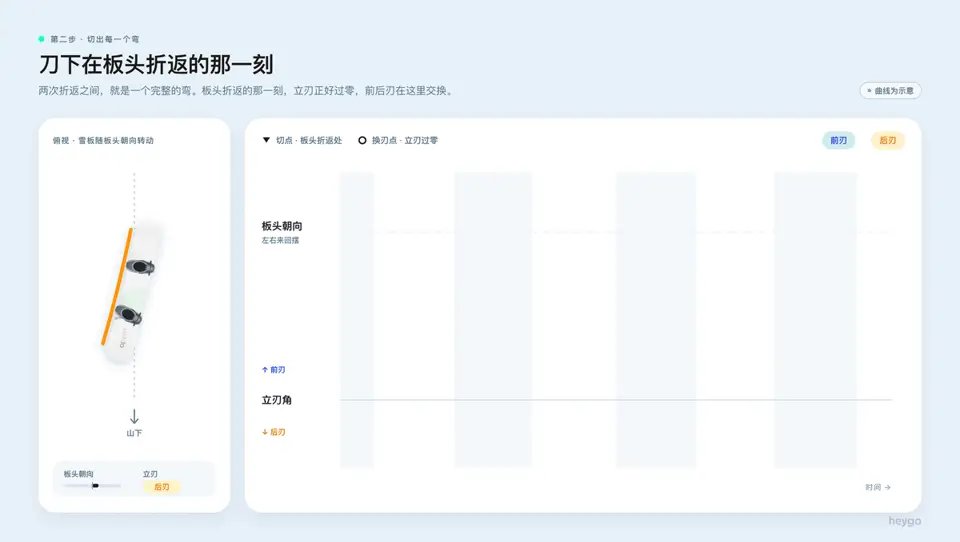 第二步 · 切出每一个弯
刀下在板头折返的那一刻
两次折返之间，就是一个完整的弯。板头折返的那一刻，立刃正好过零，前后刃在这里交换。
曲线为示意
俯视 · 雪板随板头朝向转动
切点 · 板头折返处
换刃点 · 立刃过零
前刃
后刃
板头朝向
左右来回摆
↑ 前刃
立刃角
↓ 后刃
山下
板头朝向
立刃
后刃
时间 →
heygo